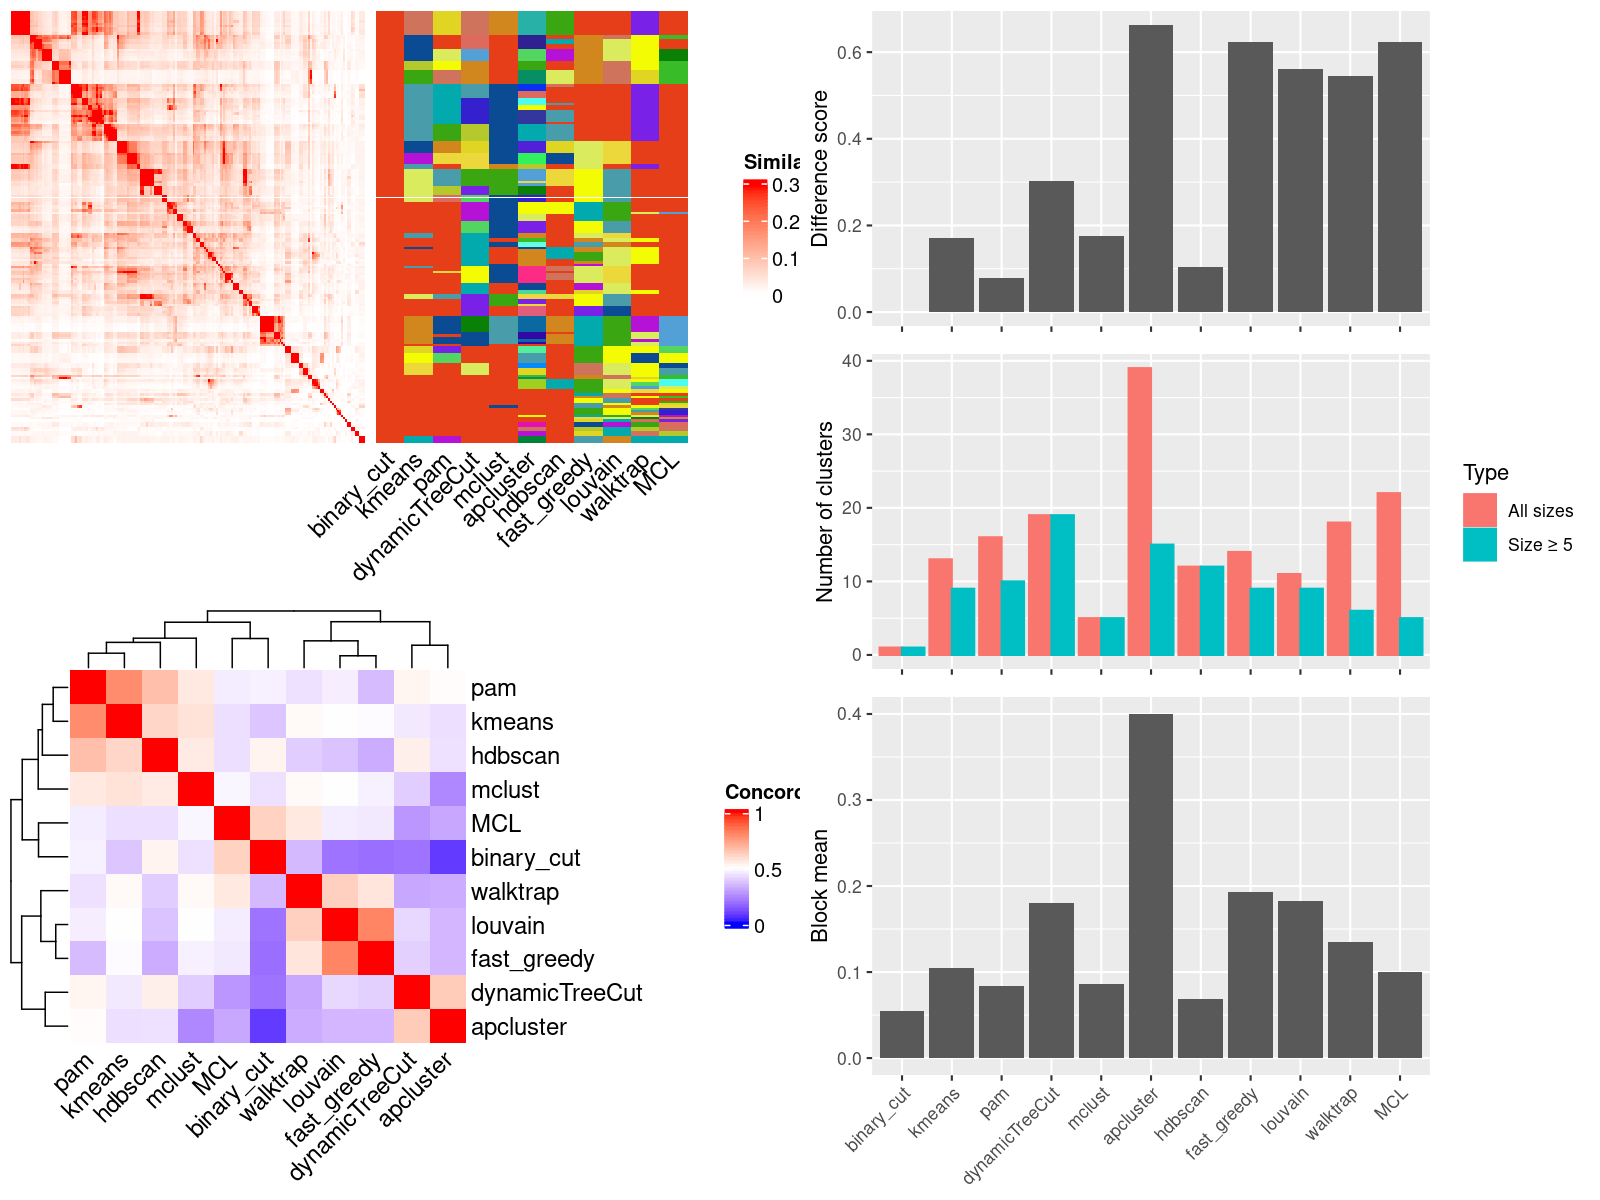 Simila
0.3
0.2
0.1
0
binary_cut
kmeans
pam
dynamicTreeCut
mclust
apcluster
hdbscan
fast_greedy
louvain
walktrap
MCL
pam
kmeans
hdbscan
mclust
MCL
binary_cut
walktrap
louvain
fast_greedy
dynamicTreeCut
apcluster
pam
kmeans
hdbscan
mclust
MCL
binary_cut
walktrap
louvain
fast_greedy
dynamicTreeCut
apcluster
Concord
1
0.5
0
Difference score
0.6
0.4
0.2
0.0
Number of clusters
40
30
20
10
0
Type
All sizes
Size ≥ 5
Block mean
0.4
0.3
0.2
0.1
0.0
binary_cut
kmeans
pam
dynamicTreeCut
mclust
apcluster
hdbscan
fast_greedy
louvain
walktrap
MCL